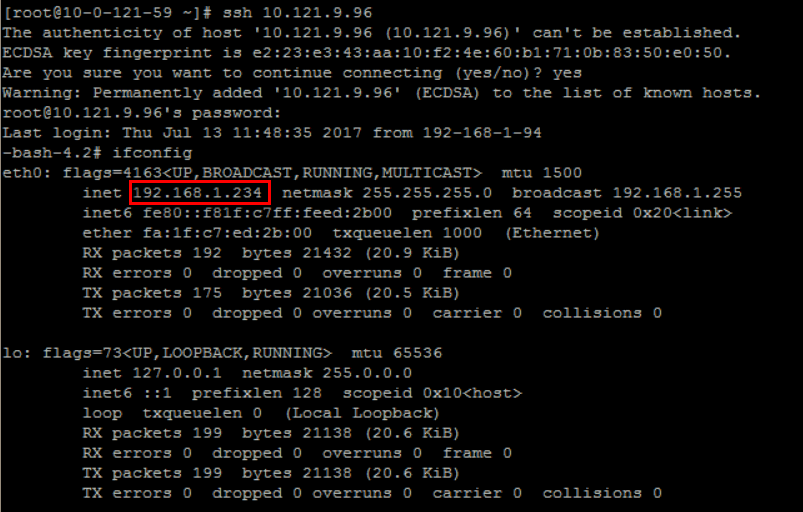 [root@10-0-121-59 ~]# ssh 10.121.9.96
The authenticity of host '10.121.9.96 (10.121.9.96)' can't be established.
ECDSA key fingerprint is e2:23:e3:43:aa:10:f2:4e:60:b1:71:0b:83:50:e0:50.
Are you sure you want to continue connecting (yes/no)? yes
Warning: Permanently added '10.121.9.96' (ECDSA) to the list of known hosts.
root@10.121.9.96's password:
Last login: Thu Jul 13 11:48:35 2017 from 192-168-1-94
-bash-4.2# ifconfig
eth0: flags=4163<UP,BROADCAST,RUNNING,MULTICAST>  mtu 1500
        inet 192.168.1.234  netmask 255.255.255.0  broadcast 192.168.1.255
        inet6 fe80::f81f:c7ff:feed:2b00  prefixlen 64  scopeid 0x20<link>
        ether fa:1f:c7:ed:2b:00  txqueuelen 1000  (Ethernet)
        RX packets 192  bytes 21432 (20.9 KiB)
        RX errors 0  dropped 0  overruns 0  frame 0
        TX packets 175  bytes 21036 (20.5 KiB)
        TX errors 0  dropped 0 overruns 0  carrier 0  collisions 0

lo: flags=73<UP,LOOPBACK,RUNNING>  mtu 65536
        inet 127.0.0.1  netmask 255.0.0.0
        inet6 ::1  prefixlen 128  scopeid 0x10<host>
        loop  txqueuelen 0  (Local Loopback)
        RX packets 199  bytes 21138 (20.6 KiB)
        RX errors 0  dropped 0  overruns 0  frame 0
        TX packets 199  bytes 21138 (20.6 KiB)
        TX errors 0  dropped 0 overruns 0  carrier 0  collisions 0